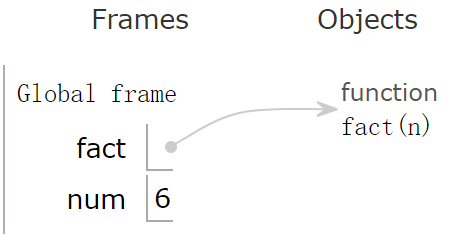 Frames Objects
Global frame
function
fact(n)
fact
num 6